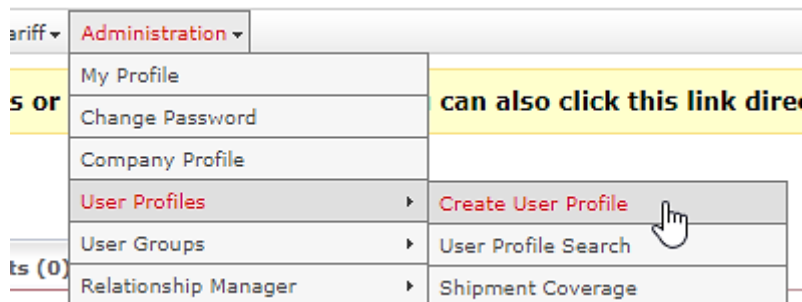 ariff Administration
My Profile
s or can also click this link dire
Change Password
Company Profile
User Profiles Create User Profile
User Groups User Profile Search
ts (0)
Relationship Manager Shipment Coverage